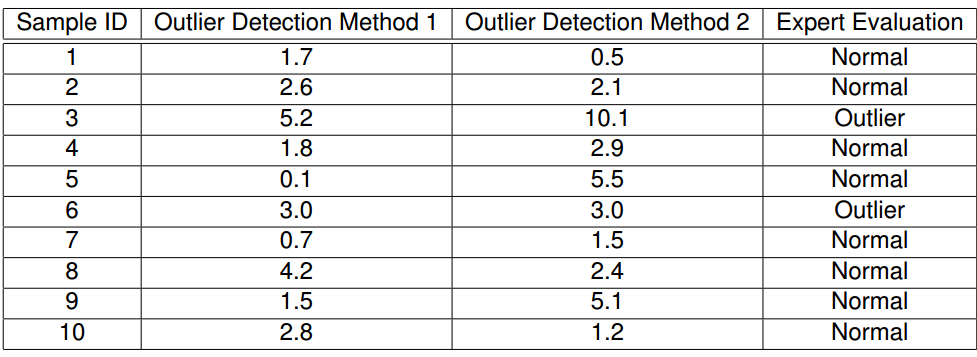 Sample ID Outlier Detection Method 1 Outlier Detection Method 2 Expert Evaluation
1 1.7 0.5 Normal
2 2.6 2.1 Normal
3 5.2 10.1 Outlier
4 1.8 2.9 Normal
5 0.1 5.5 Normal
6 3.0 3.0 Outlier
7 0.7 1.5 Normal
8 4.2 2.4 Normal
9 1.5 5.1 Normal
10 2.8 1.2 Normal